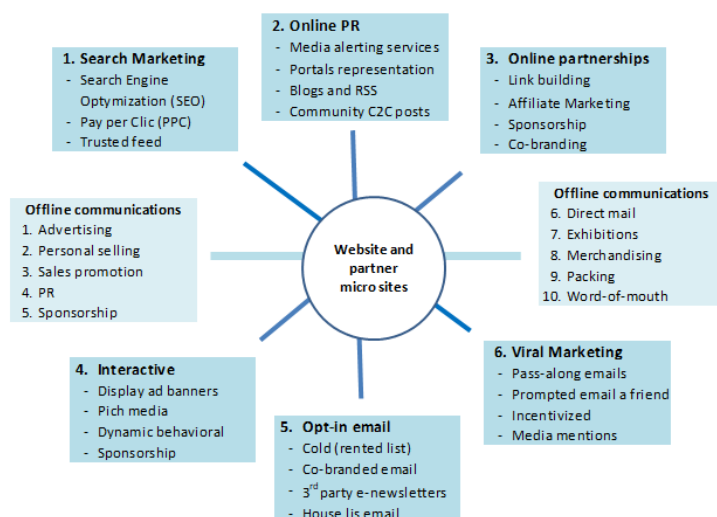 1. Search Marketing
- Search Engine
Optymization (SEO)
- Pay per Clic (PPC)
- Trusted feed
2. Online PR
- Media alerting services
- Portals representation
- Blogs and RSS
- Community C2C posts
3. Online partnerships
- Link building
- Affiliate Marketing
- Sponsorship
- Co-branding
Offline communications
1. Advertising
2. Personal selling
3. Sales promotion
4. PR
5. Sponsorship
Website and
partner
micro sites
Offline communications
6. Direct mail
7. Exhibitions
8. Merchandising
9. Packing
10. Word-of-mouth
4. Interactive
- Display ad banners
- Pich media
- Dynamic behavioral
- Sponsorship
5. Opt-in email
- Cold (rented list)
- Co-branded email
- 3rd party e-newsletters
- House lis email
6. Viral Marketing
- Pass-along emails
- Prompted email a friend
- Incentivized
- Media mentions